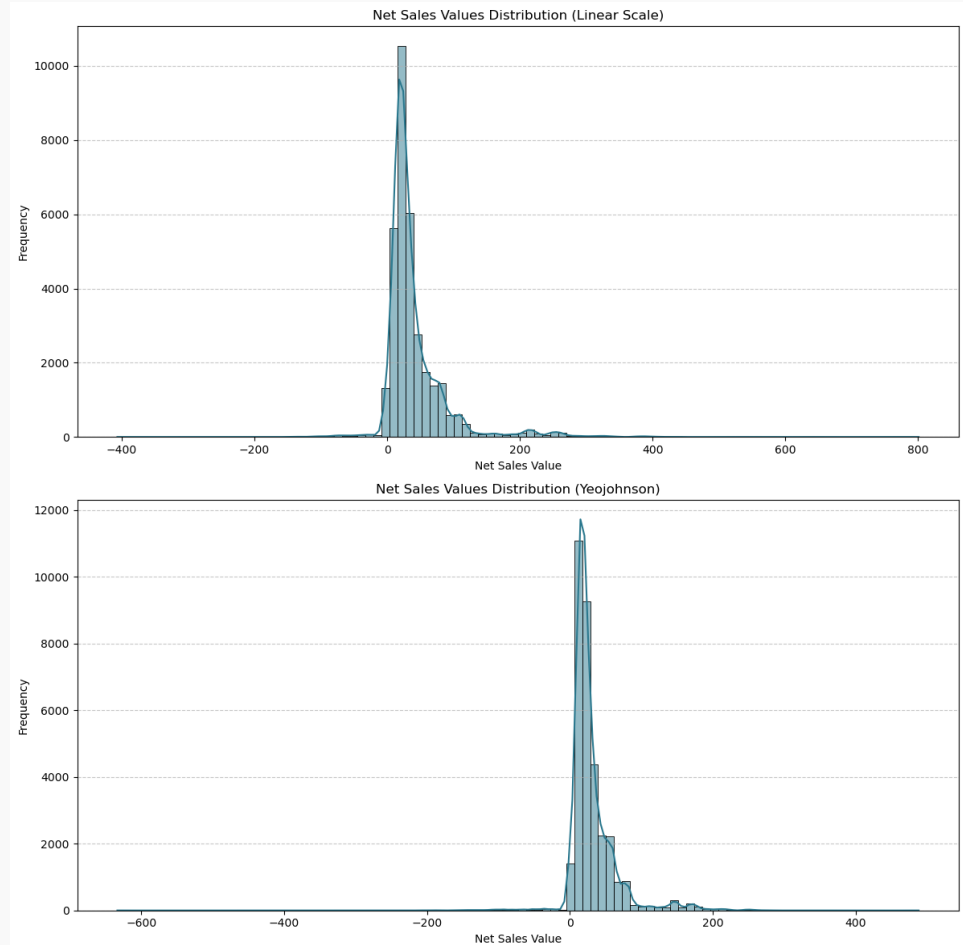 Net Sales Values Distribution (Linear Scale)
10000
8000
6000
4000
2000
0
Frequency
−400 −200 0 200 400 600 800
Net Sales Value
Net Sales Values Distribution (Yeojohnson)
12000
10000
8000
6000
4000
2000
0
Frequency
−600 −400 −200 0 200 400
Net Sales Value